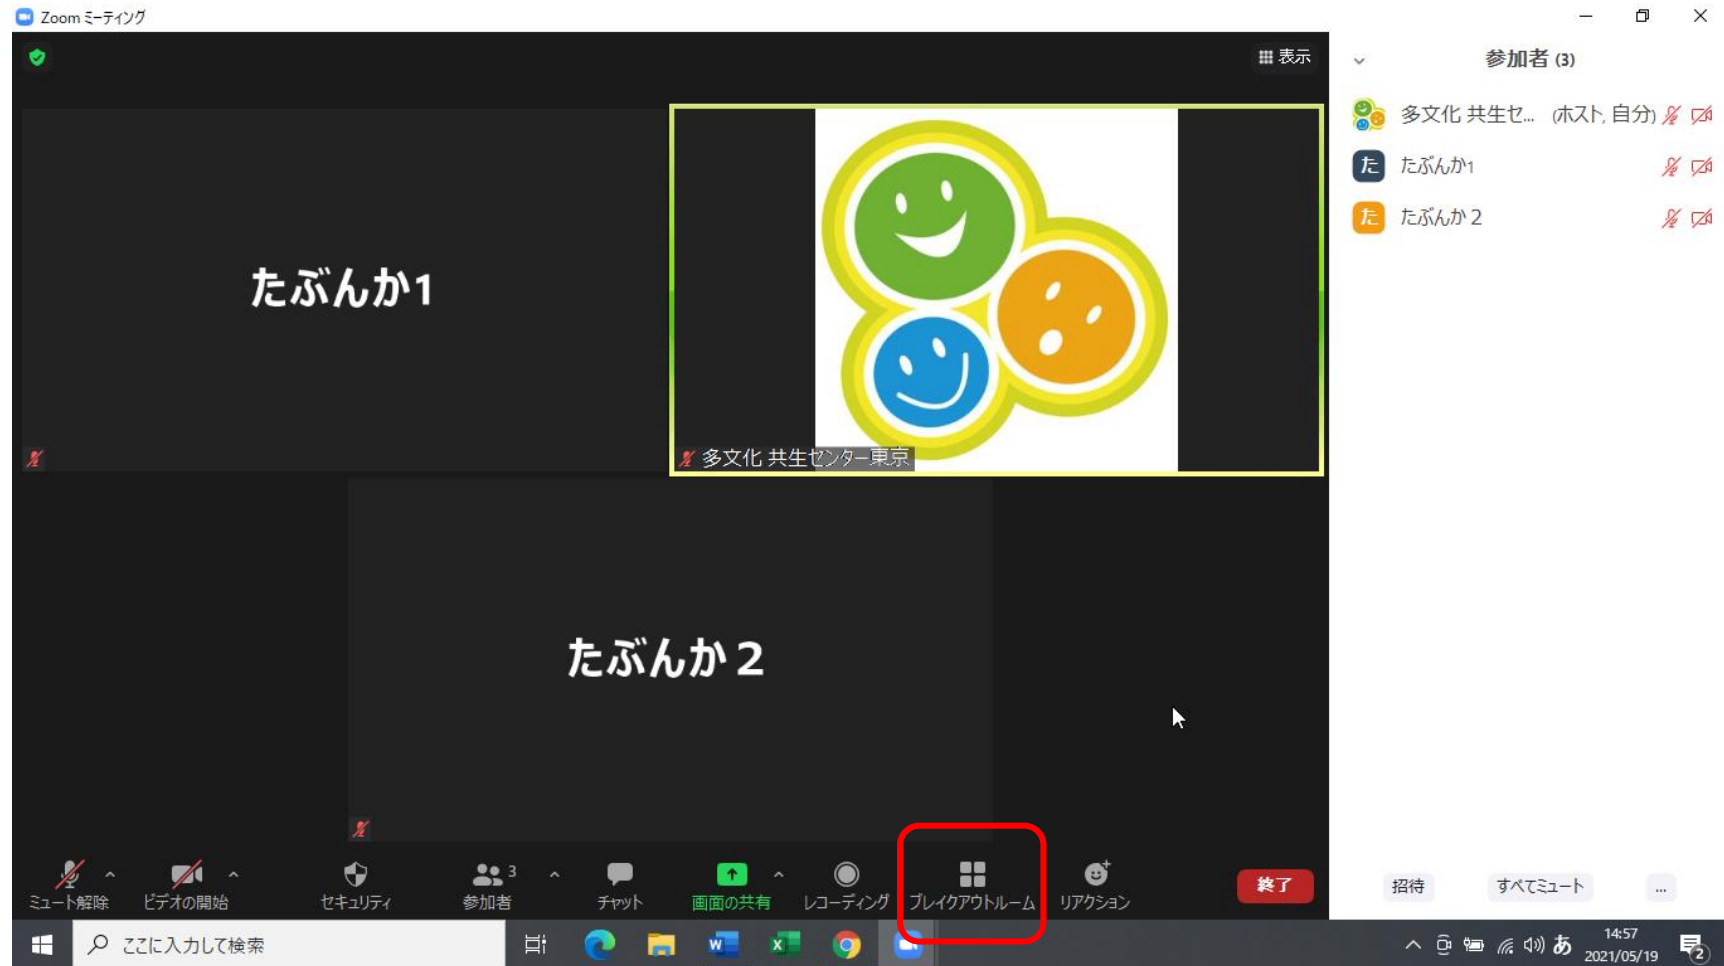 Zoom ミーティング
表示
参加者 (3)
多文化 共生セ... (ホスト, 自分)
た たぶんか1
た たぶんか 2
たぶんか1
多文化 共生センター東京
たぶんか 2
ミュート解除
ビデオの開始
セキュリティ
3
参加者
チャット
画面の共有
レコーディング
ブレイクアウトルーム
リアクション
終了
招待
すべてミュート
...
ここに入力して検索
W
X
あ
14:57
2021/05/19
2